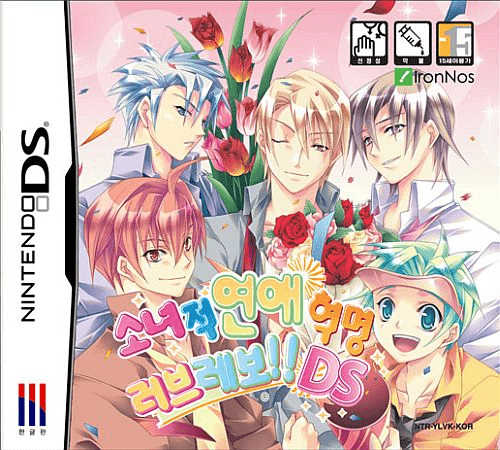 NINTENDO DS
선정성
약물
15세이용가
-15
IronNos
소녀적 연애 혁명
러브레보!! DS
한글판
NTR-YLVK-KOR